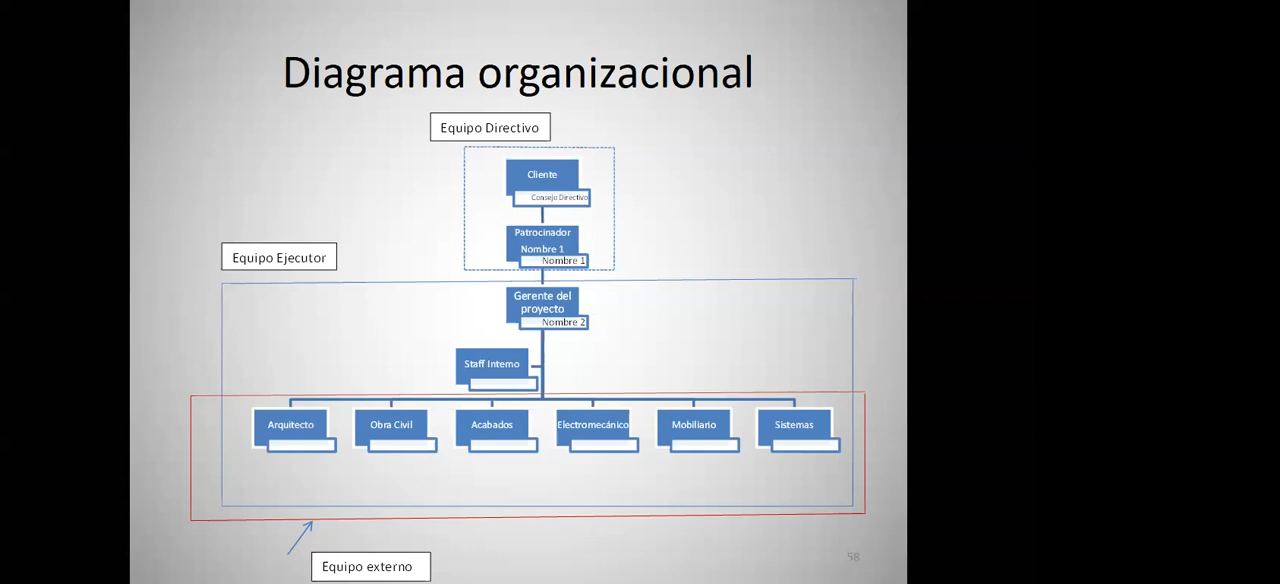 Diagrama organizacional
Equipo Directivo
Cliente
Consejo Directivo
Patrocinador
Nombre 1
Nombre 1
Equipo Ejecutor
Gerente del
proyecto
Nombre 2
Staff Interno
Arquitecto
Obra Civil
Acabados
Electromecánico
Mobiliario
Sistemas
Equipo externo
58